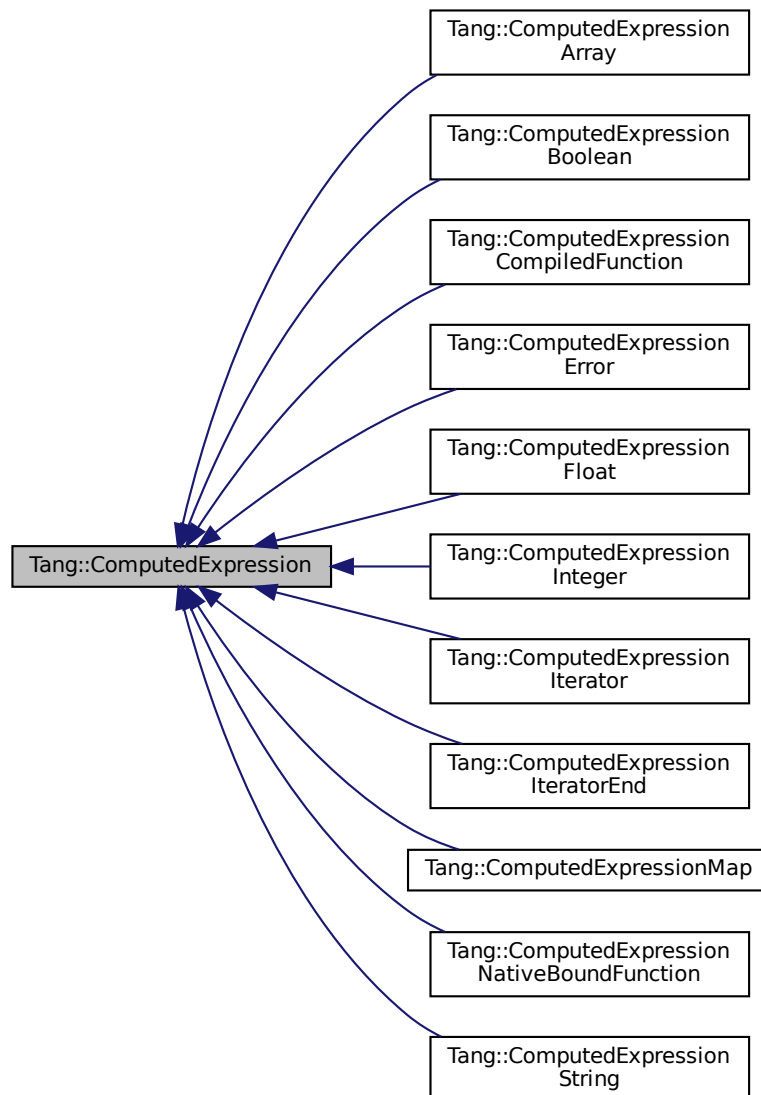 Tang::ComputedExpression
Array
Tang::ComputedExpression
Boolean
Tang::ComputedExpression
CompiledFunction
Tang::ComputedExpression
Error
Tang::ComputedExpression
Float
Tang::ComputedExpression
Tang::ComputedExpression
Integer
Tang::ComputedExpression
Iterator
Tang::ComputedExpression
IteratorEnd
Tang::ComputedExpressionMap
Tang::ComputedExpression
NativeBoundFunction
Tang::ComputedExpression
String